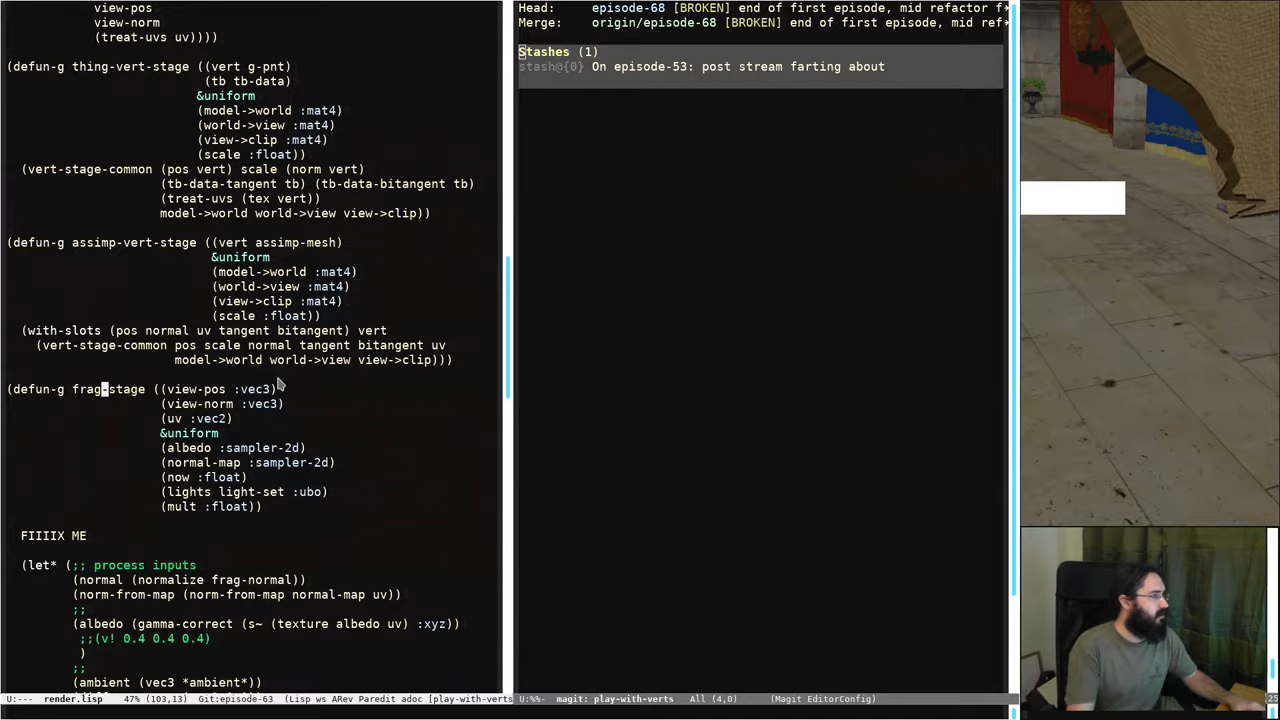 view-pos
view-norm
(treat-uvs uv))))
(defun-g thing-vert-stage ((vert g-pnt)
(tb tb-data)
&uniform
(model->world :mat4)
(world->view :mat4)
(view->clip :mat4)
(scale :float))
(vert-stage-common (pos vert) scale (norm vert)
(tb-data-tangent tb) (tb-data-bitangent tb)
(treat-uvs (tex vert))
model->world world->view view->clip))
(defun-g assimp-vert-stage ((vert assimp-mesh)
&uniform
(model->world :mat4)
(world->view :mat4)
(view->clip :mat4)
(scale :float))
(with-slots (pos normal uv tangent bitangent) vert
(vert-stage-common pos scale normal tangent bitangent uv
model->world world->view view->clip)))
(defun-g frag-stage ((view-pos :vec3)
(view-norm :vec3)
(uv :vec2)
&uniform
(albedo :sampler-2d)
(normal-map :sampler-2d)
(now :float)
(lights light-set :ubo)
(mult :float))
FIIIIX ME
(let* (;; process inputs
(normal (normalize frag-normal))
(norm-from-map (norm-from-map normal-map uv))
;;
(albedo (gamma-correct (s~ (texture albedo uv) :xyz))
;;(v! 0.4 0.4 0.4)
)
;;
(ambient (vec3 *ambient*))
U:--- render.lisp 47% (103,13) Git:episode-63 (Lisp ws ARev Paredit adoc [play-with-verts
Head: episode-68 [BROKEN] end of first episode, mid refactor f
Merge: origin/episode-68 [BROKEN] end of first episode, mid ref
Stashes (1)
stash@{0} On episode-53: post stream farting about
U:%%- magit: play-with-verts All (4,0) (Magit EditorConfig)